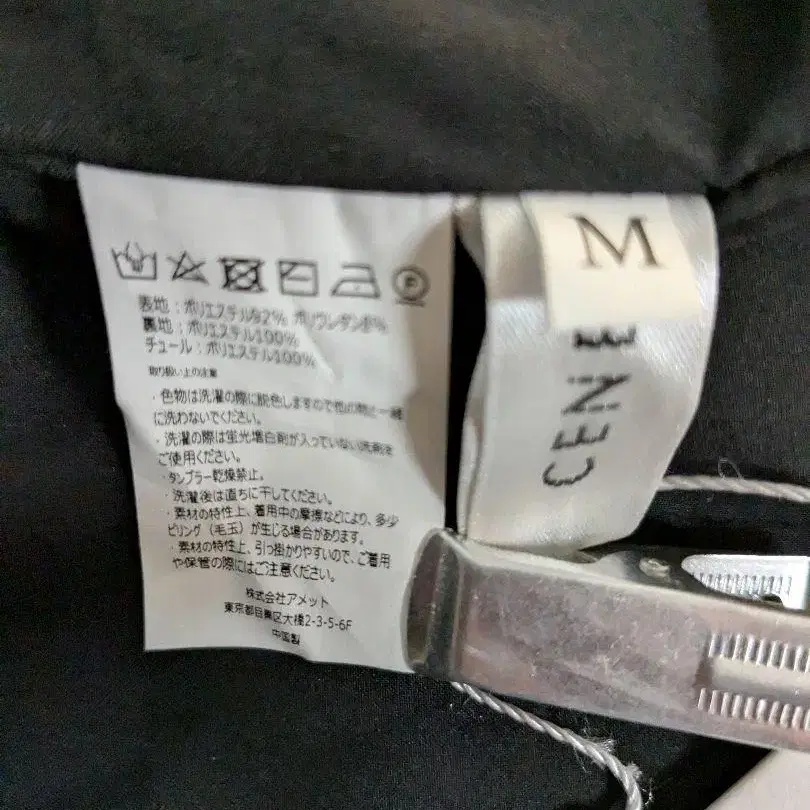 表地：ポリエステル92% ポリウレタン8%
裏地：ポリエステル100%
チュール：ポリエステル100%
取り扱い上の注意
・色物は洗濯の際に脱色しますので他の物と一緒
に洗わないでください。
・洗濯の際は蛍光増白剤が入っていない洗剤を
ご使用ください。
・タンブラー乾燥禁止。
・洗濯後は直ちに干してください。
・素材の特性上、着用中の摩擦などにより、多少
ピリング（毛玉）が生じる場合があります。
・素材の特性上、引っ掛かりやすいので、ご着用
や保管の際にはご注意ください。
株式会社アメット
東京都目黒区大橋2-3-5-6F
中国製
M
CENE